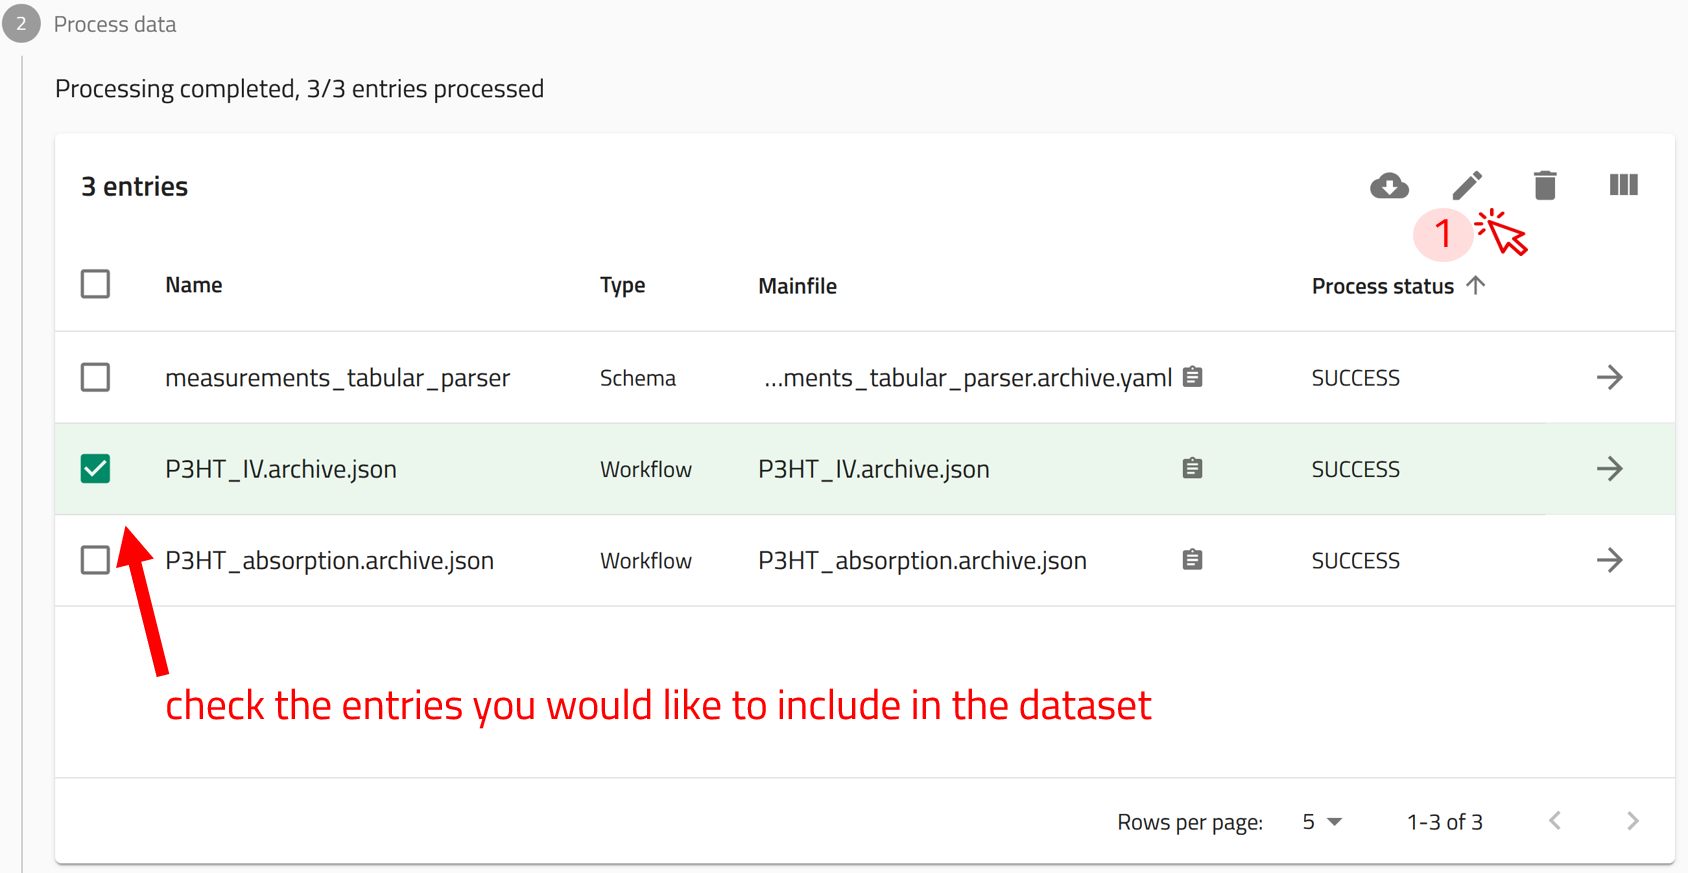 2 Process data
Processing completed, 3/3 entries processed
3 entries
1
Name Type Mainfile Process status
measurements_tabular_parser Schema ...ments_tabular_parser.archive.yaml SUCCESS
P3HT_IV.archive.json Workflow P3HT_IV.archive.json SUCCESS
P3HT_absorption.archive.json Workflow P3HT_absorption.archive.json SUCCESS
check the entries you would like to include in the dataset
Rows per page: 5 1-3 of 3